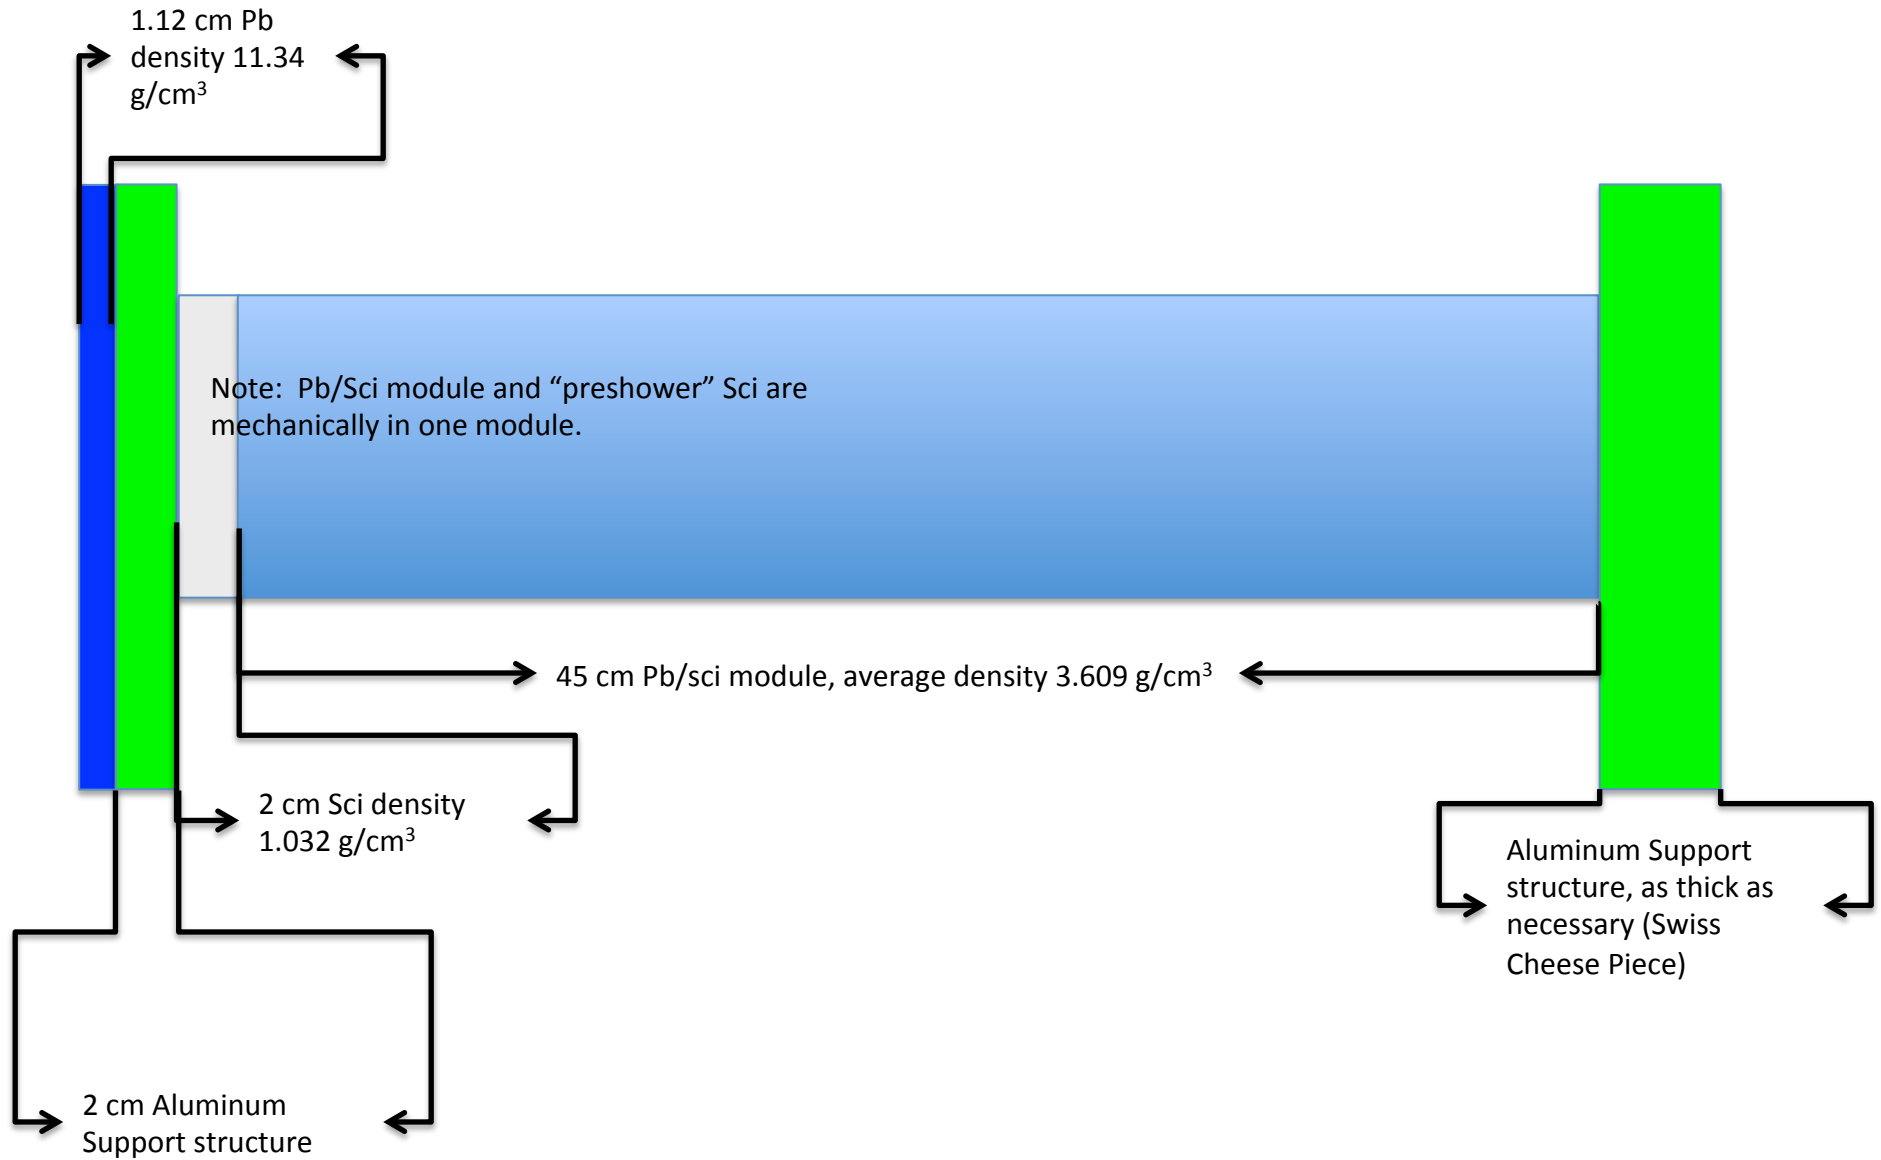 1.12 cm Pb
density 11.34
g/cm³
Note:  Pb/Sci module and “preshower” Sci are
mechanically in one module.
45 cm Pb/sci module, average density 3.609 g/cm³
2 cm Sci density
1.032 g/cm³
Aluminum Support
structure, as thick as
necessary (Swiss
Cheese Piece)
2 cm Aluminum
Support structure